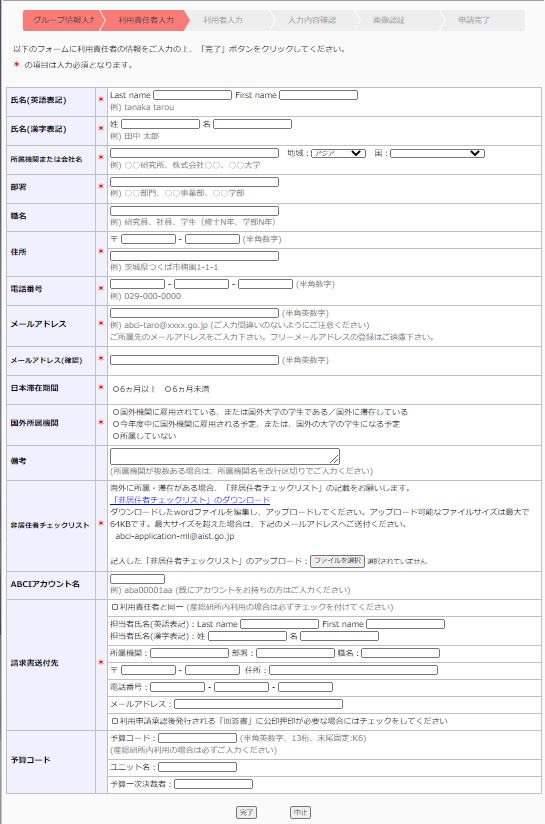 グループ情報入力
利用責任者入力
利用者入力
入力内容確認
画像認証
申請完了
以下のフォームに利用責任者の情報をご入力の上、「完了」ボタンをクリックしてください。
* の項目は入力必須となります。
氏名(英語表記) * Last name First name
例) tanaka tarou
氏名(漢字表記) * 姓 名
例) 田中 太郎
所属機関または会社名 * 地域： アジア 国：
例) ○○研究所、株式会社○○、○○大学
部署 *
例) ○○部門、○○事業部、○○学部
職名
例) 研究員、社員、学生（修士N年、学部N年）
住所 * 〒 - (半角数字)
例) 茨城県つくば市梅園1-1-1
電話番号 * - - (半角数字)
例) 029-000-0000
メールアドレス * (半角英数字)
例) abci-taro@xxxx.go.jp (ご入力間違いのないようにご注意ください)
ご所属先のメールアドレスをご入力下さい。フリーメールアドレスの登録はご遠慮下さい。
メールアドレス(確認) * (半角英数字)
日本滞在期間 * 6ヵ月以上 6ヵ月未満
国外所属機関 * 国外機関に雇用されている、または国外大学の学生である／国外に滞在している
今年度中に国外機関に雇用される予定、または、国外の大学の学生になる予定
所属していない
備考
(所属機関が複数ある場合は、所属機関名を改行区切りでご入力ください)
非居住者チェックリスト * 海外に所属・滞在がある場合、「非居住者チェックリスト」の記載をお願いします。
「非居住者チェックリスト」のダウンロード
ダウンロードしたwordファイルを編集し、アップロードしてください。アップロード可能なファイルサイズは最大で
64KBです。最大サイズを超えた場合は、下記のメールアドレスへご送付ください。
abci-application-ml@aist.go.jp
記入した「非居住者チェックリスト」のアップロード： ファイルを選択 選択されていません
ABCIアカウント名
例) aba00001aa (既にアカウントをお持ちの方はご入力ください)
請求書送付先 * 利用責任者と同一 (産総研所内利用の場合は必ずチェックを付けてください)
担当者氏名(英語表記)：Last name First name
担当者氏名(漢字表記)：姓 名
所属機関： 部署： 職名：
〒 - 住所：
電話番号： - -
メールアドレス：
利用申請承認後発行される「回答書」に公印押印が必要な場合にはチェックをしてください
予算コード 予算コード： (半角英数字、13桁、末尾固定:K6)
(産総研所内利用の場合は必ずご入力ください)
ユニット名：
予算一次決裁者：
完了 中止